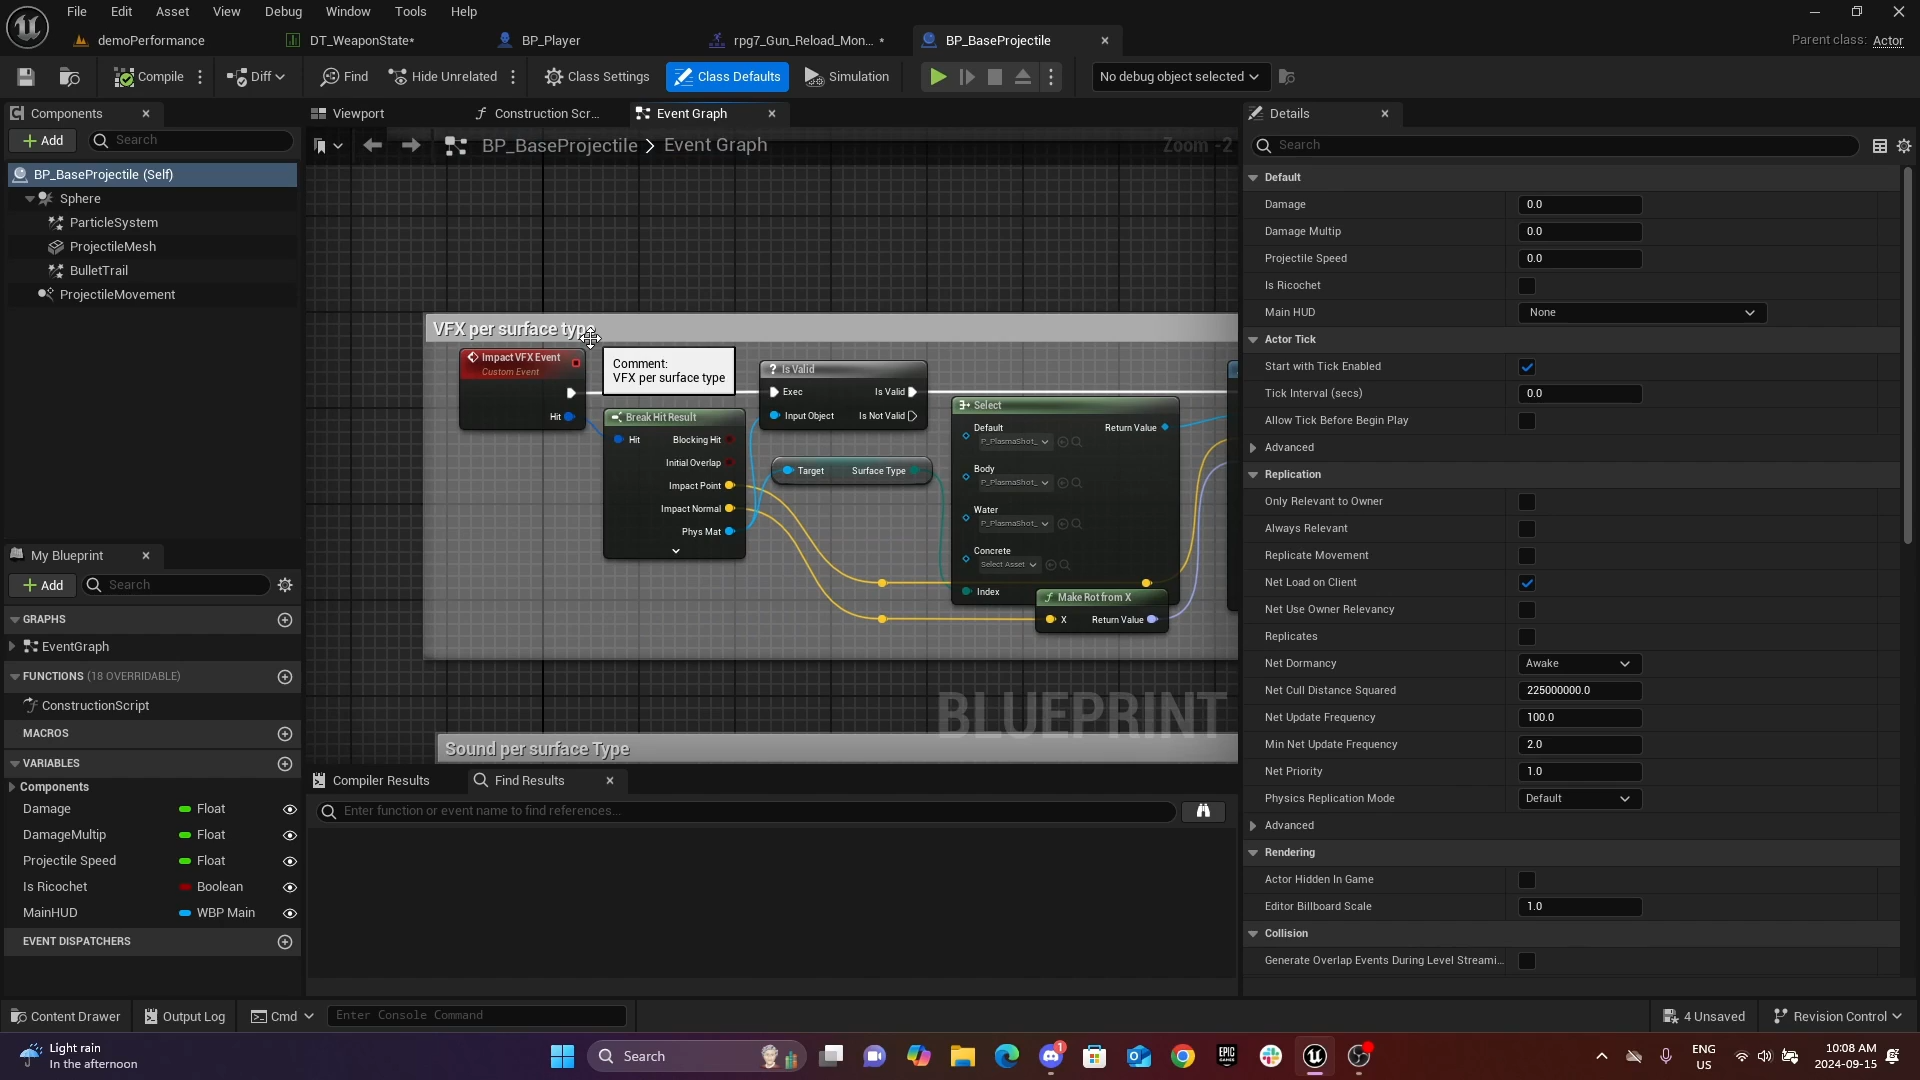 File Edit Asset View Debug Window Tools Help
demoPerformance DT_WeaponState* BP_Player rpg7_Gun_Reload_Mon... * BP_BaseProjectile
Parent class: Actor
Compile Diff Find Hide Unrelated Class Settings Class Defaults Simulation No debug object selected
Components
Add Search
BP_BaseProjectile (Self)
Sphere
ParticleSystem
ProjectileMesh
BulletTrail
ProjectileMovement
My Blueprint
Add Search
GRAPHS
EventGraph
FUNCTIONS (18 OVERRIDABLE)
ConstructionScript
MACROS
VARIABLES
Components
Damage Float
DamageMultip Float
Projectile Speed Float
Is Ricochet Boolean
MainHUD WBP Main
EVENT DISPATCHERS
Viewport Construction Scr... Event Graph
BP_BaseProjectile > Event Graph
Zoom -2
VFX per surface type
ImpactVFX Event
Custom Event
Hit
Comment:
VFX per surface type
Break Hit Result
Hit Blocking Hit
Initial Overlap
Impact Point
Impact Normal
Phys Mat
? Is Valid
Exec Is Valid
Input Object Is Not Valid
Target Surface Type
Select
Default Return Value
P_PlasmaShot_
Body
P_PlasmaShot_
Water
P_PlasmaShot_
Concrete
Select Asset
Index
Make Rot from X
X Return Value
BLUEPRINT
Sound per surface Type
Compiler Results Find Results
Enter function or event name to find references...
Details
Search
Default
Damage 0.0
Damage Multip 0.0
Projectile Speed 0.0
Is Ricochet
Main HUD None
Actor Tick
Start with Tick Enabled
Tick Interval (secs) 0.0
Allow Tick Before Begin Play
Advanced
Replication
Only Relevant to Owner
Always Relevant
Replicate Movement
Net Load on Client
Net Use Owner Relevancy
Replicates
Net Dormancy Awake
Net Cull Distance Squared 225000000.0
Net Update Frequency 100.0
Min Net Update Frequency 2.0
Net Priority 1.0
Physics Replication Mode Default
Advanced
Rendering
Actor Hidden In Game
Editor Billboard Scale 1.0
Collision
Generate Overlap Events During Level Streami...
Content Drawer Output Log Cmd Enter Console Command 4 Unsaved Revision Control
Light rain
In the afternoon
Search
EPIC
GAMES
1
ENG
US
10:08 AM
2024-09-15